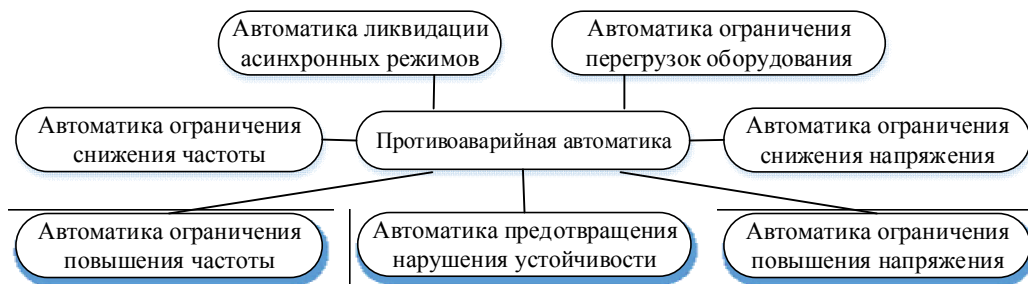 Автоматика ликвидации
асинхронных режимов
Автоматика ограничения
перегрузок оборудования
Автоматика ограничения
снижения частоты
Противоаварийная автоматика
Автоматика ограничения
снижения напряжения
Автоматика ограничения
повышения частоты
Автоматика предотвращения
нарушения устойчивости
Автоматика ограничения
повышения напряжения